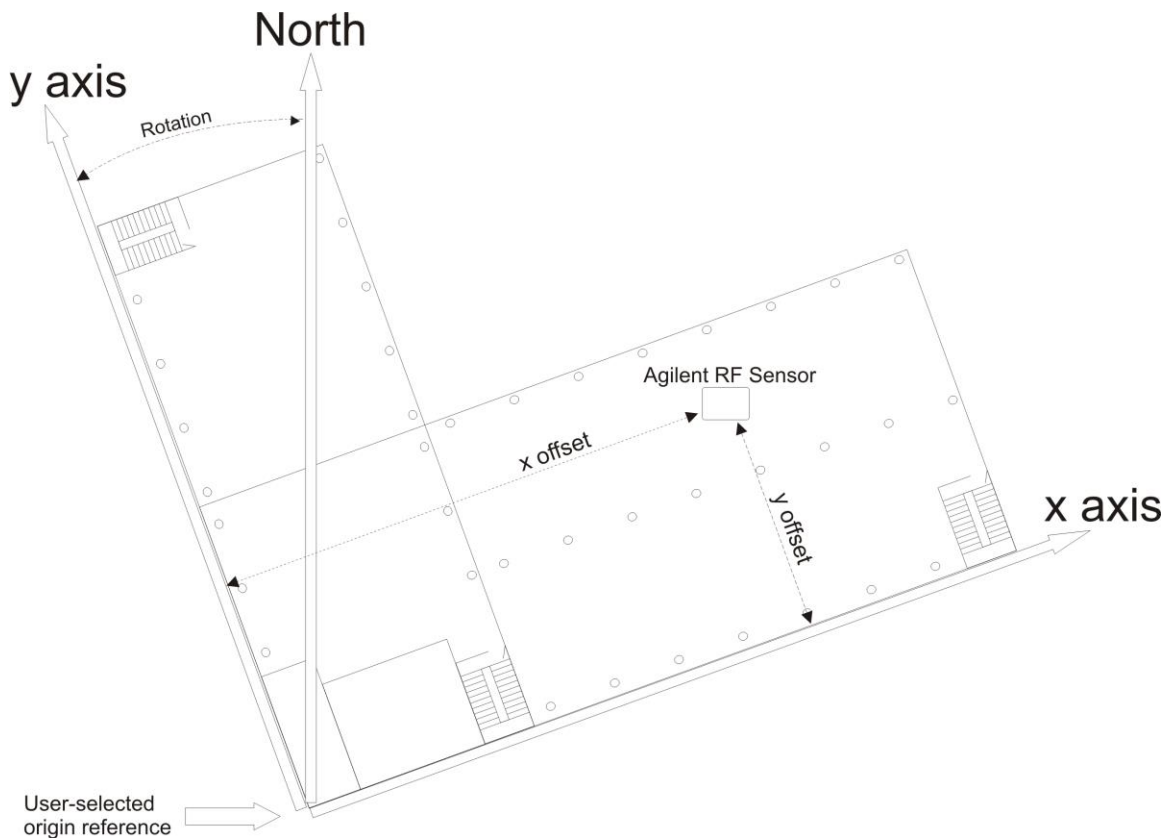 North
y axis
Rotation
Agilent RF Sensor
x offset
y offset
x axis
User-selected
origin reference